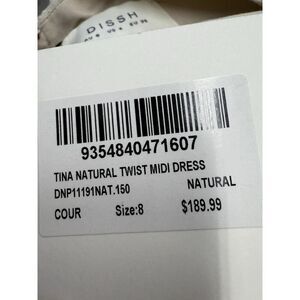 DISSH
9354840471607
TINA NATURAL TWIST MIDI DRESS
DNP11191NAT.150 NATURAL
COUR Size:8 $189.99